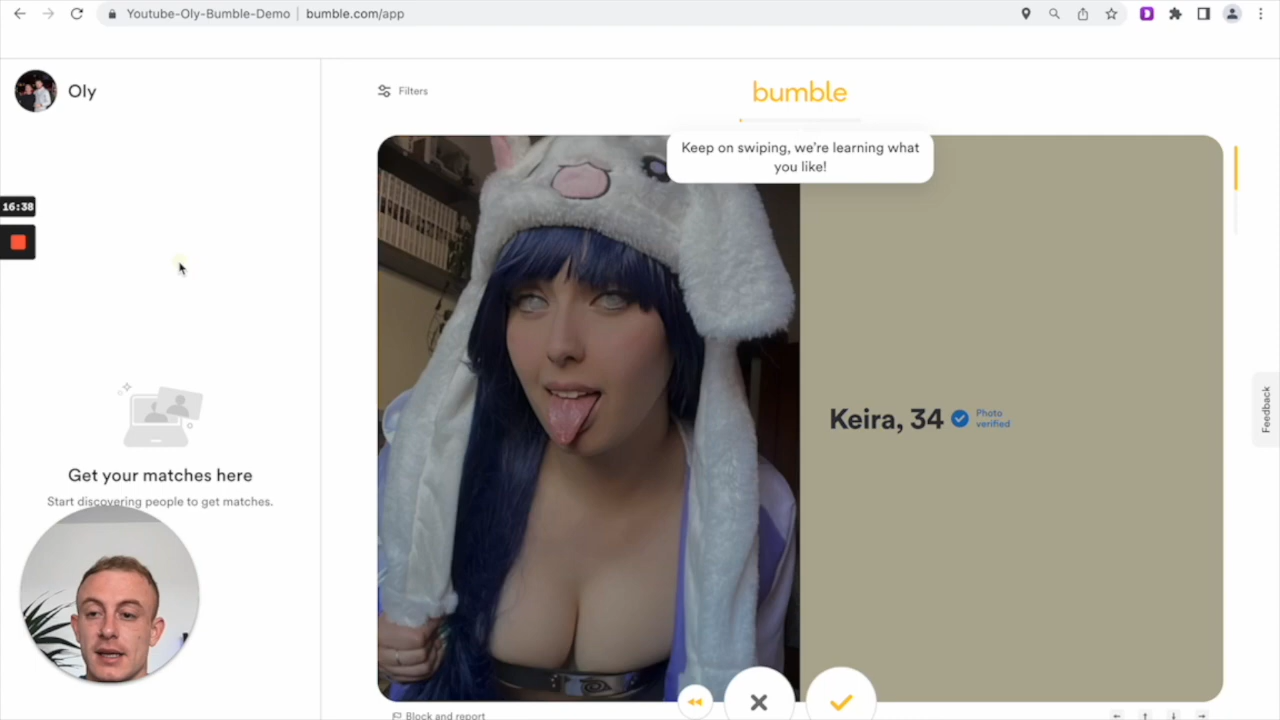 Youtube-Oly-Bumble-Demo | bumble.com/app
Oly
Filters
bumble
Keep on swiping, we're learning what
you like!
16:38
Keira, 34
Photo
verified
Feedback
Get your matches here
Start discovering people to get matches.
Block and report